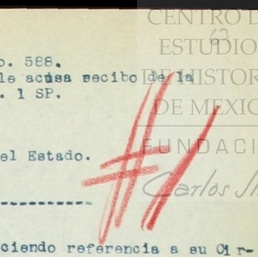 CENTRO D
ESTUDIO
DE HISTOR
DE MEXIC
FUNDACI
Carlos
63
o. 588.
le acusa recibo de la
. 1 SP.
el Estado.
ciendo referencia a su Cir-